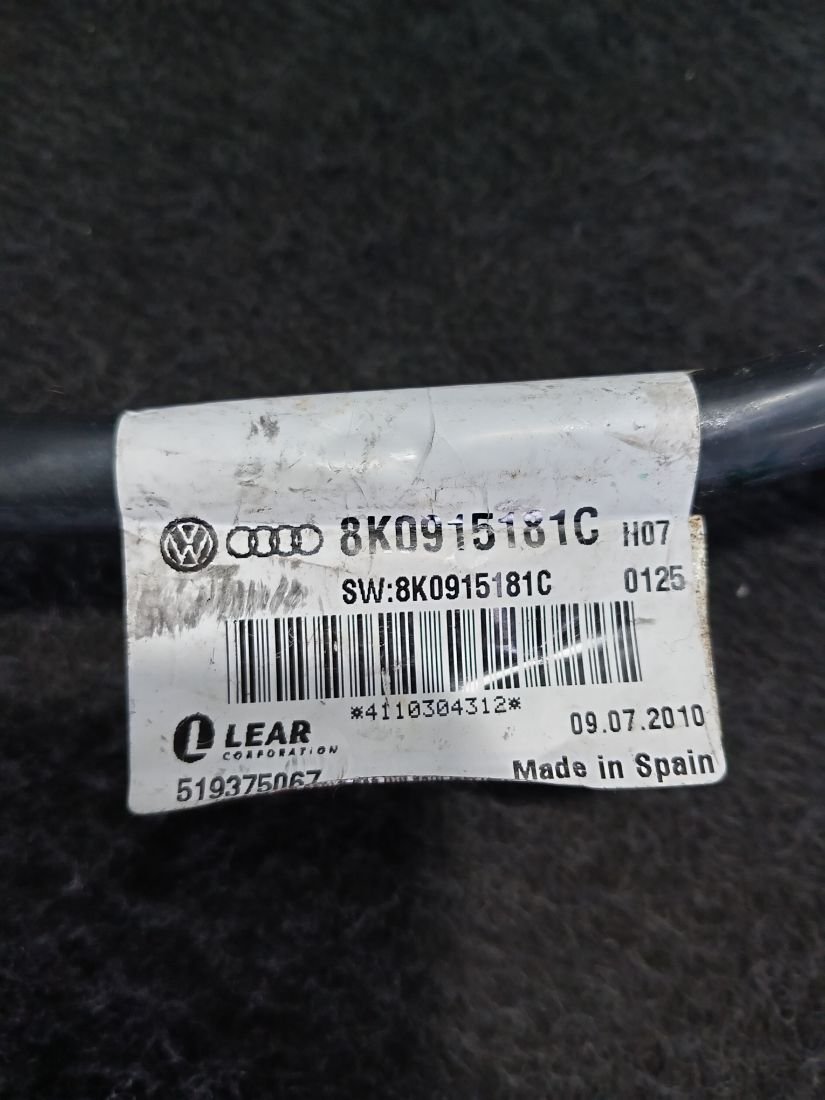 8K0915181C H07
SW:8K0915181C 0125
*4110304312*
LEAR 09.07.2010
CORPORATION
519375067 Made in Spain